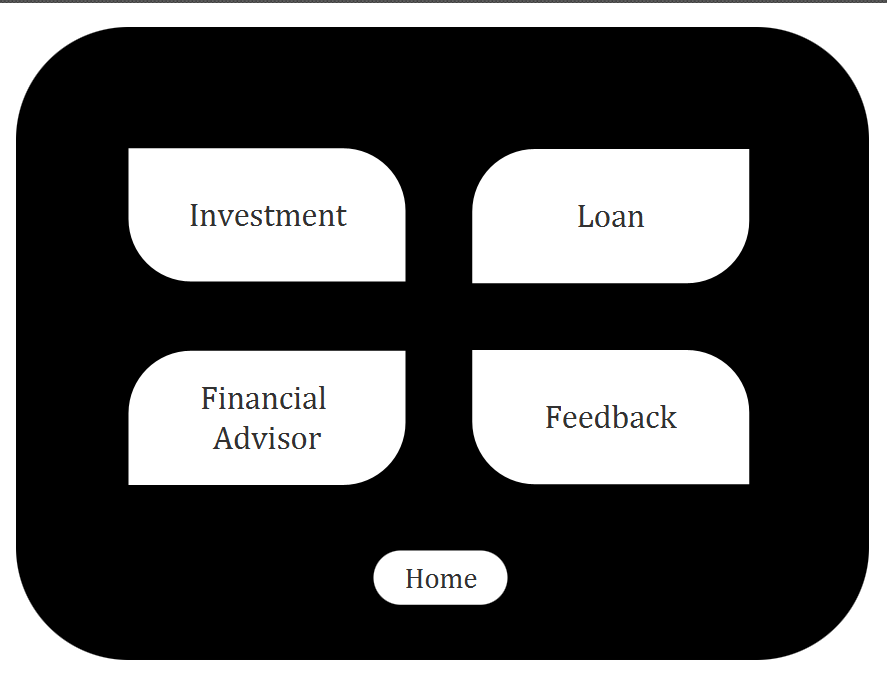 Investment
Loan
Financial
Advisor
Feedback
Home